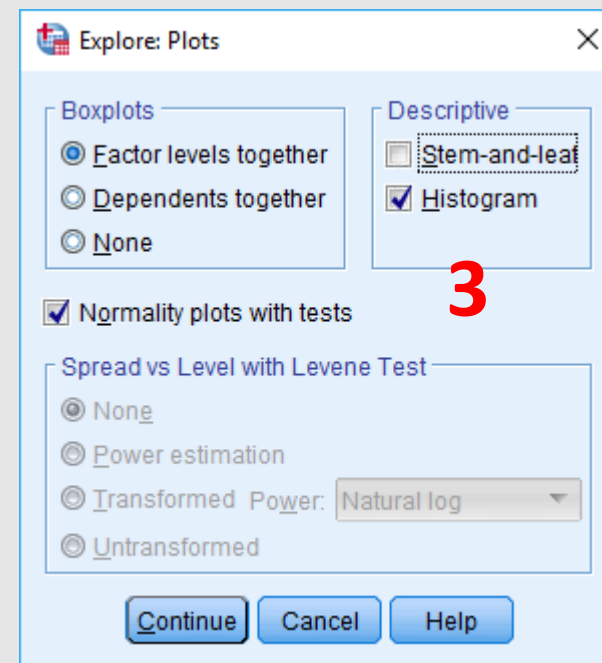 Explore: Plots
Boxplots
Factor levels together
Dependents together
None
Descriptive
Stem-and-leaf
Histogram
3
Normality plots with tests
Spread vs Level with Levene Test
None
Power estimation
Transformed Power: Natural log
Untransformed
Continue Cancel Help